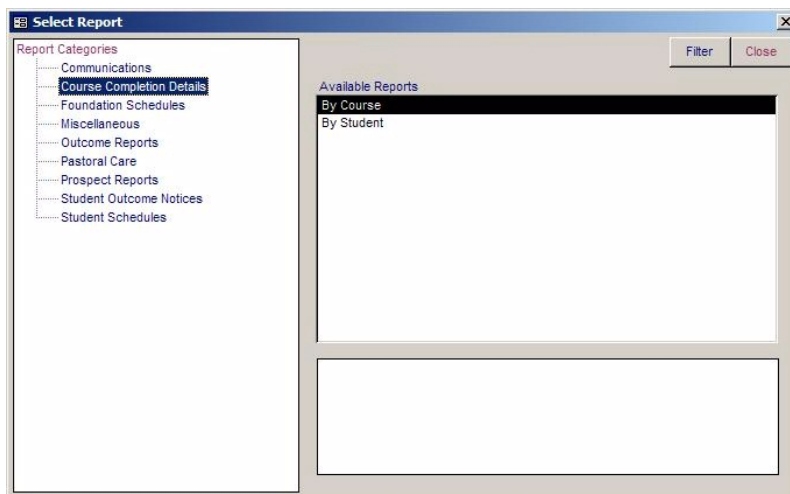 Select Report
Report Categories
Communications
Course Completion Details
Foundation Schedules
Miscellaneous
Outcome Reports
Pastoral Care
Prospect Reports
Student Outcome Notices
Student Schedules
Filter
Close
Available Reports
By Course
By Student